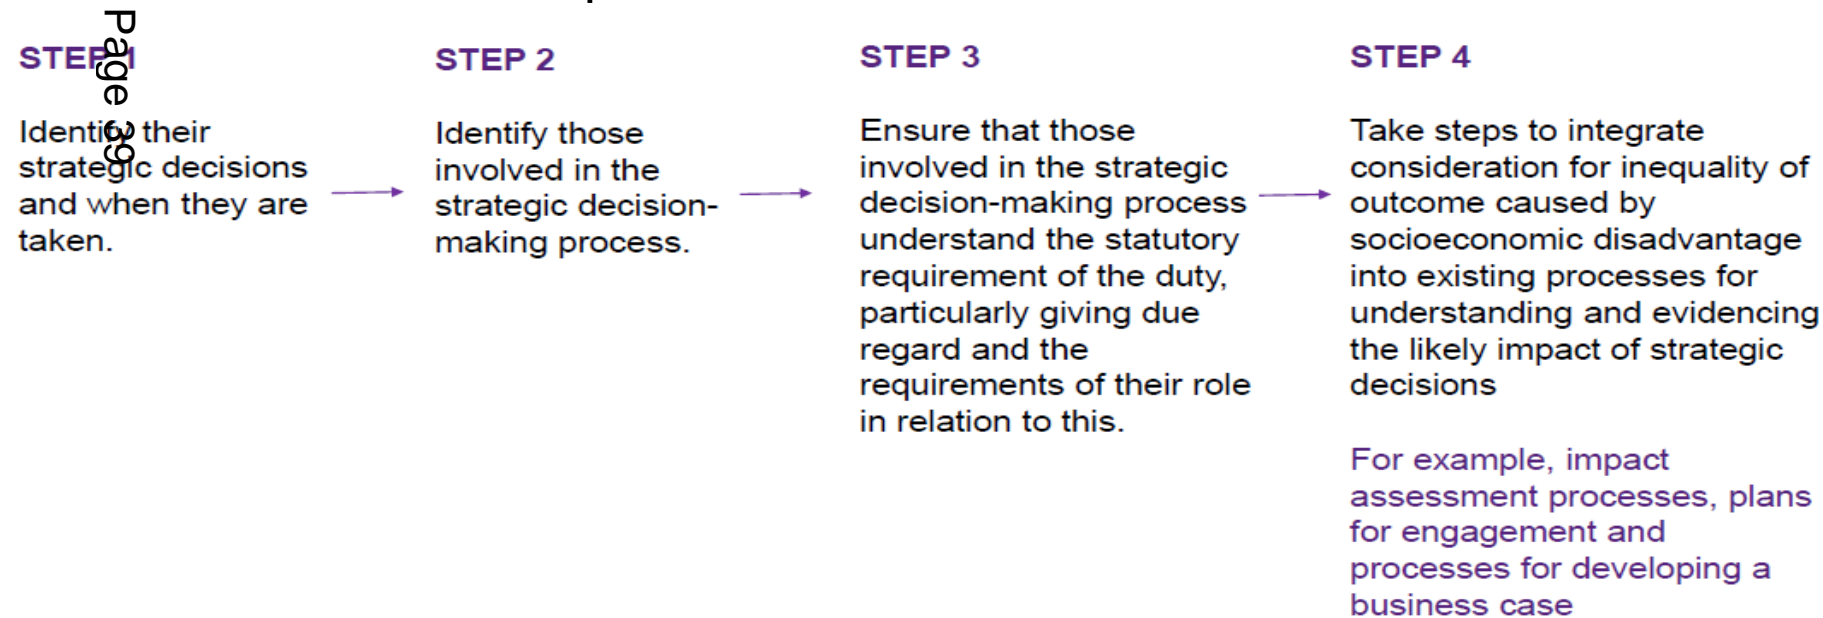 Page 39
STEP 1
Identify their
strategic decisions
and when they are
taken.
STEP 2
Identify those
involved in the
strategic decision-
making process.
STEP 3
Ensure that those
involved in the strategic
decision-making process
understand the statutory
requirement of the duty,
particularly giving due
regard and the
requirements of their role
in relation to this.
STEP 4
Take steps to integrate
consideration for inequality of
outcome caused by
socioeconomic disadvantage
into existing processes for
understanding and evidencing
the likely impact of strategic
decisions
For example, impact
assessment processes, plans
for engagement and
processes for developing a
business case